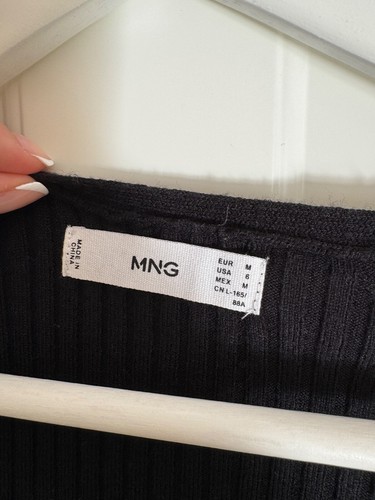 MADE IN
CHINA
MNG
EUR M
USA 6
MEX M
CN L-165/
88A